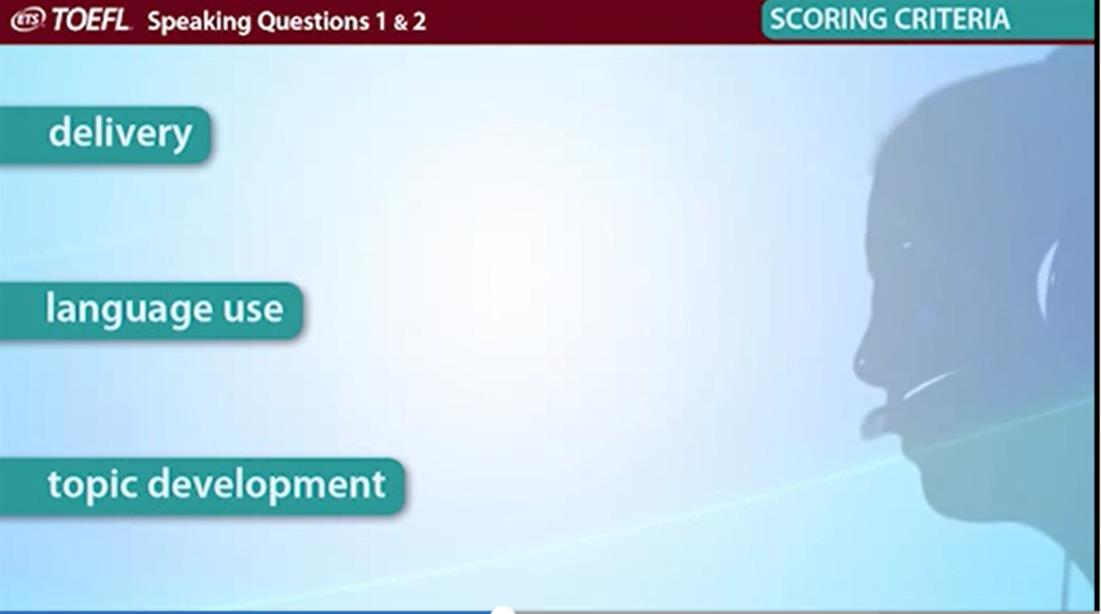 ETS TOEFL Speaking Questions 1 & 2
SCORING CRITERIA
delivery
language use
topic development